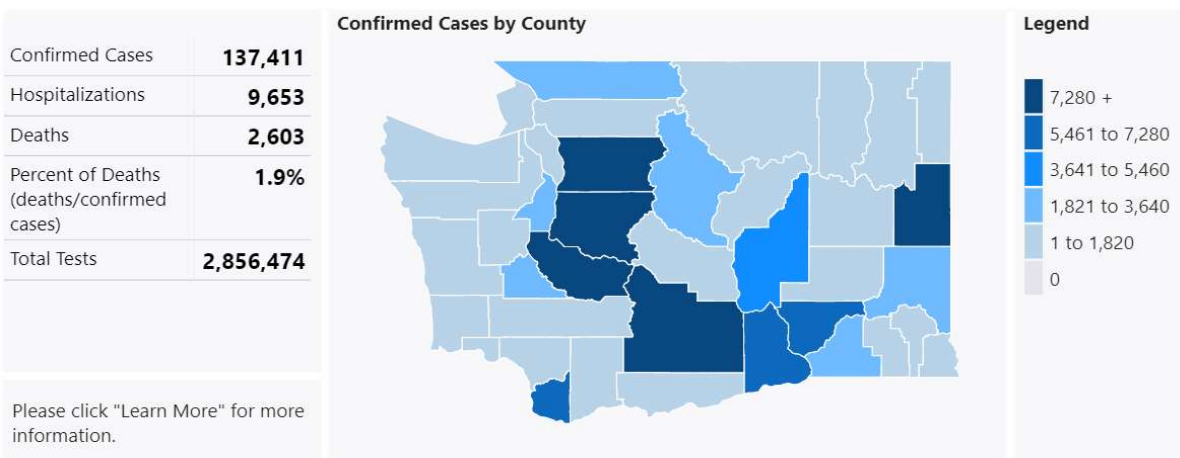 Confirmed Cases 137,411
Hospitalizations 9,653
Deaths 2,603
Percent of Deaths 1.9%
(deaths/confirmed
cases)
Total Tests 2,856,474
Please click "Learn More" for more
information.
Confirmed Cases by County
Legend
7,280 +
5,461 to 7,280
3,641 to 5,460
1,821 to 3,640
1 to 1,820
0